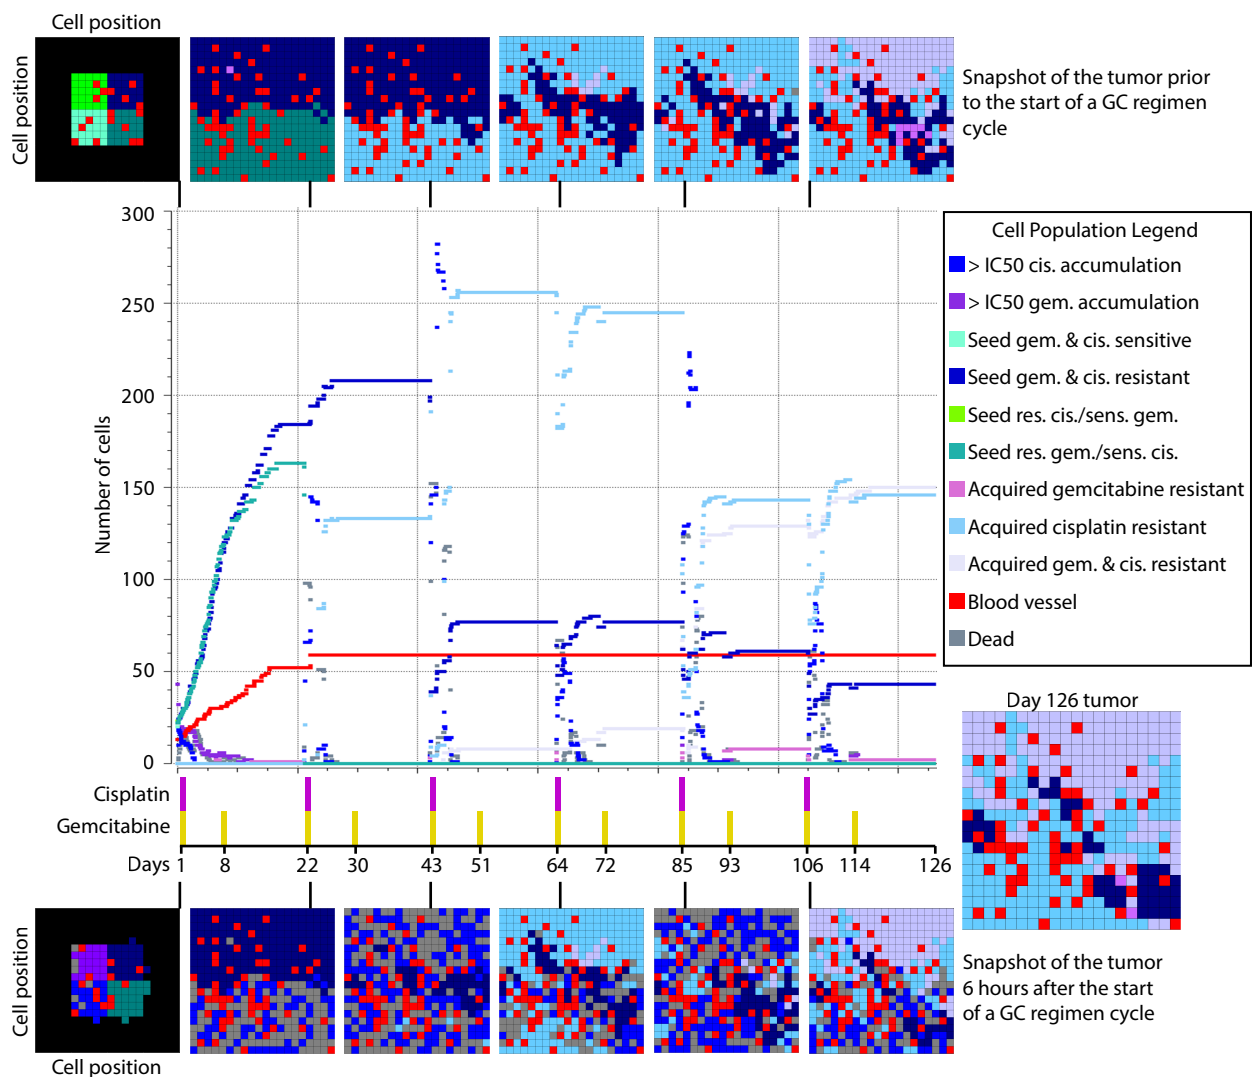 Cell position
Cell position
Snapshot of the tumor prior
to the start of a GC regimen
cycle
300
250
200
150
100
50
0
Number of cells
Cell Population Legend
> IC50 cis. accumulation
> IC50 gem. accumulation
Seed gem. & cis. sensitive
Seed gem. & cis. resistant
Seed res. cis./sens. gem.
Seed res. gem./sens. cis.
Acquired gemcitabine resistant
Acquired cisplatin resistant
Acquired gem. & cis. resistant
Blood vessel
Dead
Cisplatin
Gemcitabine
Days 1 8 22 30 43 51 64 72 85 93 106 114 126
Day 126 tumor
Cell position
Cell position
Snapshot of the tumor
6 hours after the start
of a GC regimen cycle